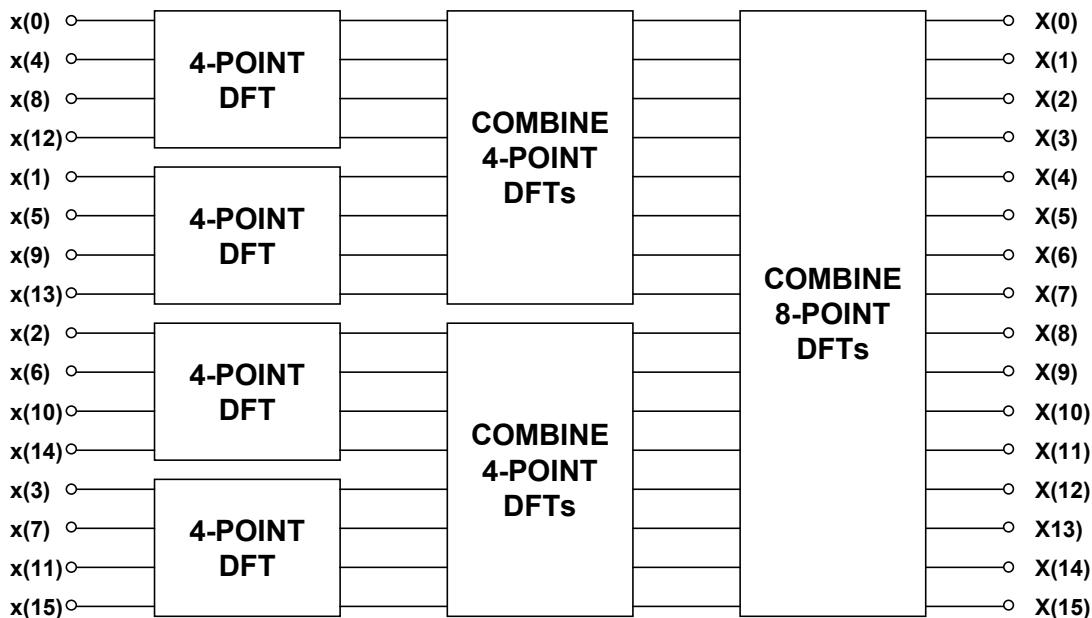 x(0)
x(4)
x(8)
x(12)
x(1)
x(5)
x(9)
x(13)
x(2)
x(6)
x(10)
x(14)
x(3)
x(7)
x(11)
x(15)
4-POINT
DFT
4-POINT
DFT
4-POINT
DFT
4-POINT
DFT
COMBINE
4-POINT
DFTs
COMBINE
4-POINT
DFTs
COMBINE
8-POINT
DFTs
X(0)
X(1)
X(2)
X(3)
X(4)
X(5)
X(6)
X(7)
X(8)
X(9)
X(10)
X(11)
X(12)
X13)
X(14)
X(15)